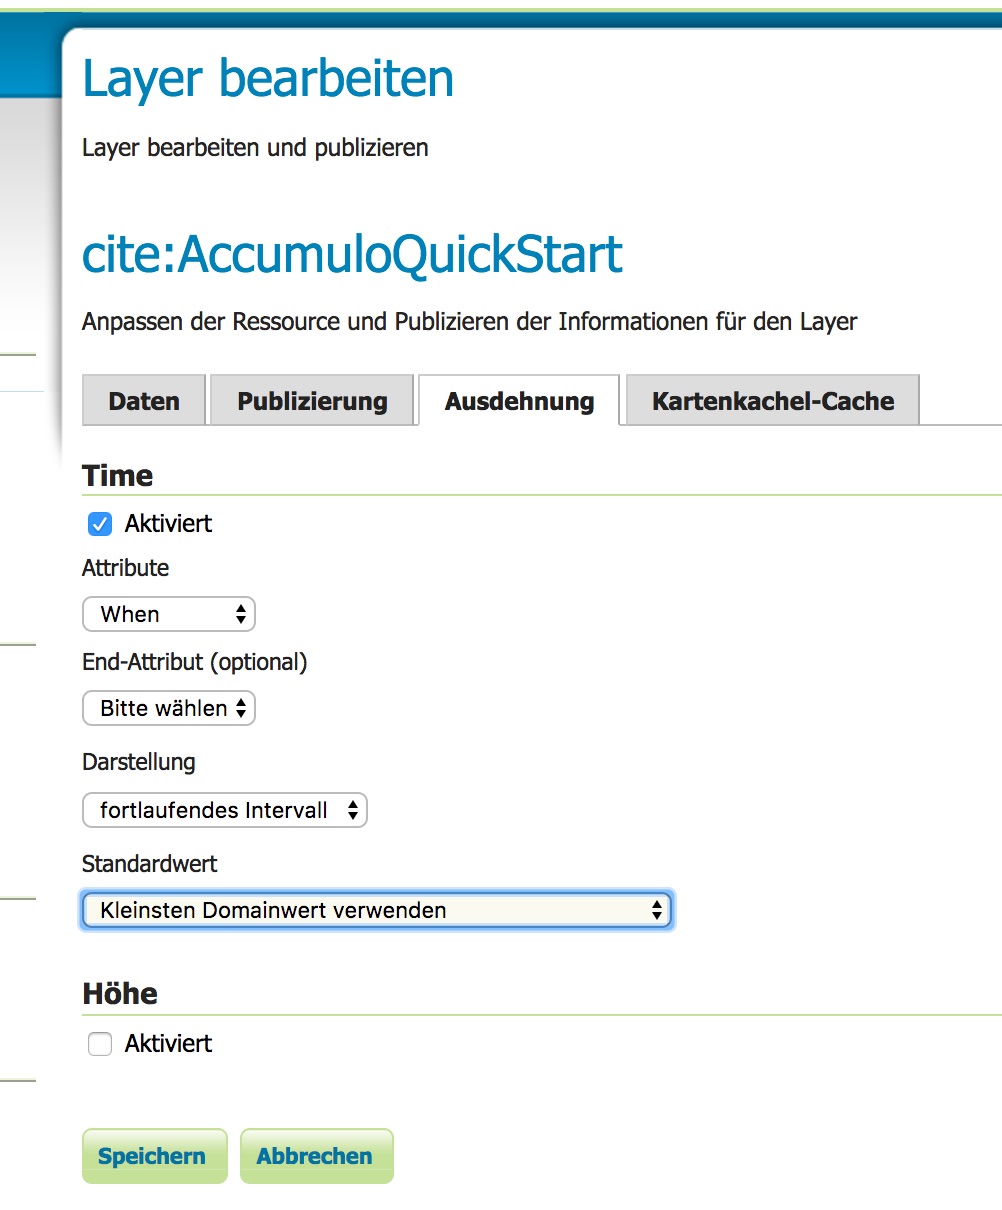 Layer bearbeiten
Layer bearbeiten und publizieren
cite:AccumuloQuickStart
Anpassen der Ressource und Publizieren der Informationen für den Layer
Daten Publizierung Ausdehnung Kartenkachel-Cache
Time
Aktiviert
Attribute
When
End-Attribut (optional)
Bitte wählen
Darstellung
fortlaufendes Intervall
Standardwert
Kleinsten Domainwert verwenden
Höhe
Aktiviert
Speichern Abbrechen